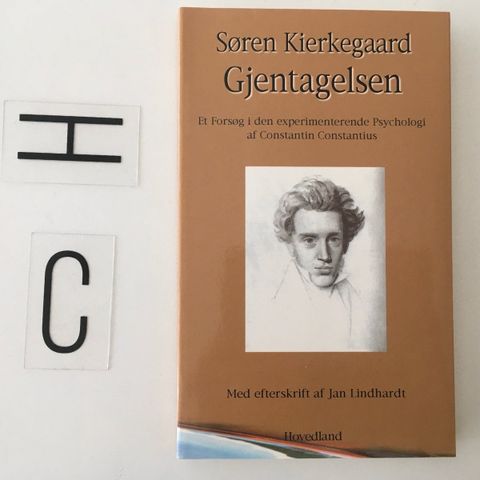 H
C
Søren Kierkegaard
Gjentagelsen
Et Forsøg i den experimenterende Psychologi
af Constantin Constantius
Med efterskrift af Jan Lindhardt
Hovedland